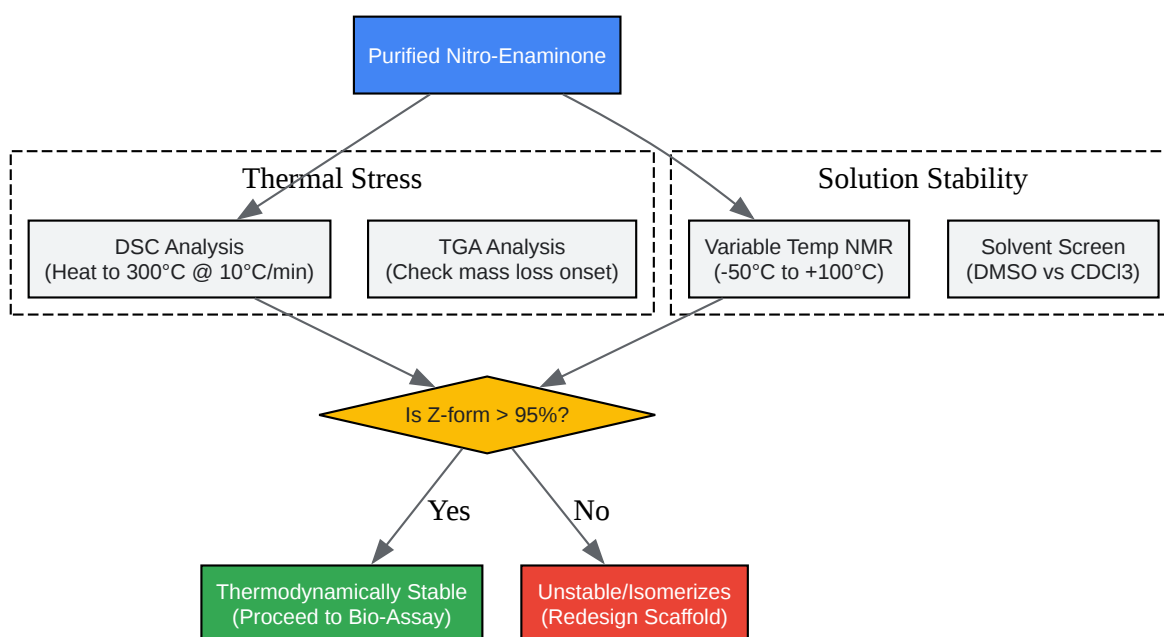 Purified Nitro-Enaminone
Thermal Stress
Solution Stability
DSC Analysis
(Heat to 300°C @ 10°C/min)
TGA Analysis
(Check mass loss onset)
Variable Temp NMR
(-50°C to +100°C)
Solvent Screen
(DMSO vs CDCl3)
Is Z-form > 95%?
Yes
No
Thermodynamically Stable
(Proceed to Bio-Assay)
Unstable/Isomerizes
(Redesign Scaffold)